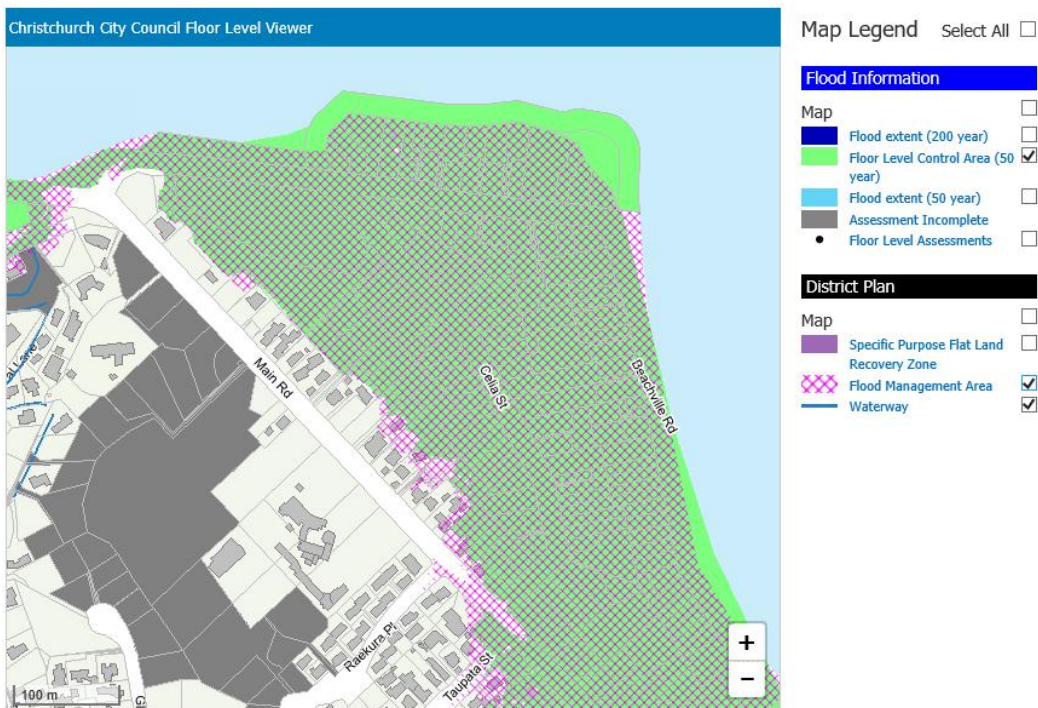 Christchurch City Council Floor Level Viewer
Map Legend Select All
Flood Information
Map
Flood extent (200 year)
Floor Level Control Area (50
year)
Flood extent (50 year)
Assessment Incomplete
Floor Level Assessments
District Plan
Map
Specific Purpose Flat Land
Recovery Zone
Flood Management Area
Waterway
Main Rd
Celia St
Beachville Rd
Lane
Raekura Pl
Taupata St
+
−
100 m